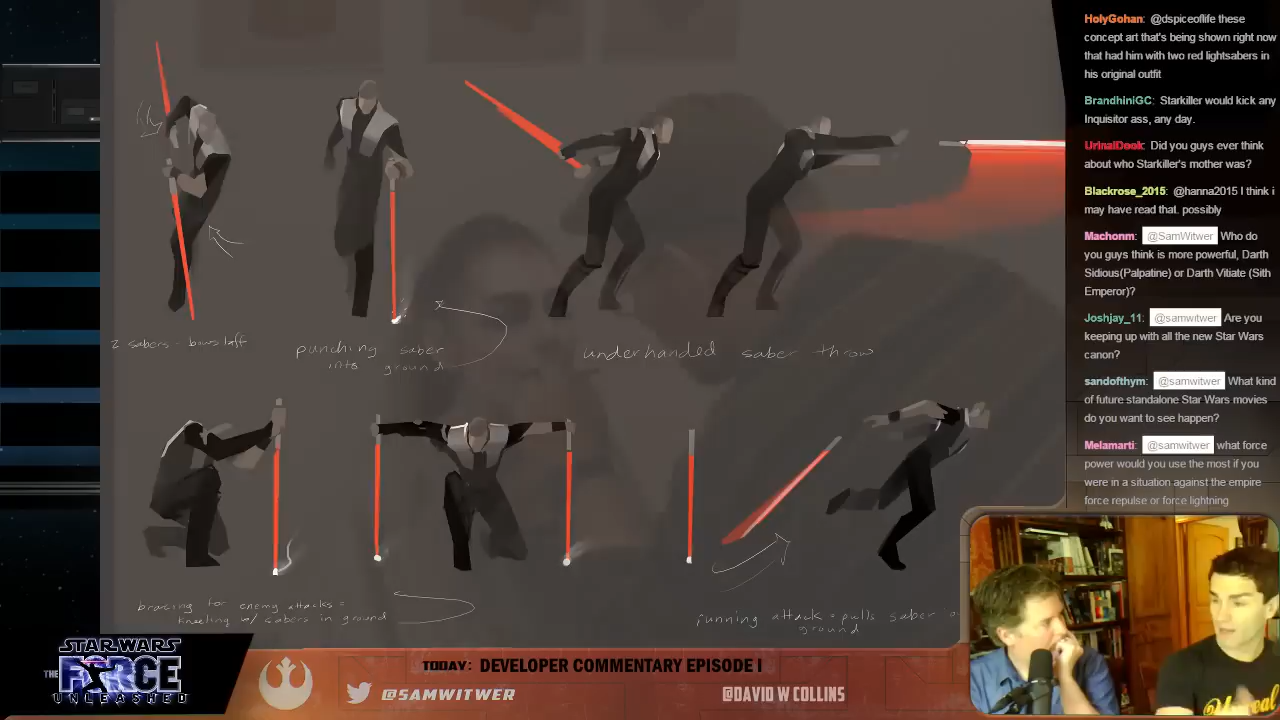 HolyGohan: @dspiceoflife these
concept art that's being shown right now
that had him with two red lightsabers in
his original outfit
BrandhiniGC: Starkiller would kick any
Inquisitor ass, any day.
UrinalDook: Did you guys ever think
about who Starkiller's mother was?
Blackrose_2015: @hanna2015 I think i
may have read that. possibly
Machonm: @SamWitwer Who do
you guys think is more powerful, Darth
Sidious(Palpatine) or Darth Vitiate (Sith
Emperor)?
Joshjay_11: @samwitwer Are you
keeping up with all the new Star Wars
canon?
sandofthym: @samwitwer What kind
of future standalone Star Wars movies
do you want to see happen?
Melamarti: @samwitwer what force
power would you use the most if you
were in a situation against the empire
force repulse or force lightning
2 sabers - bows
punching saber
into ground
underhanded saber throw
bracing for enemy attacks =
kneeling w/ sabers in ground
running attack = pulls saber
ground
STAR WARS
THE FORCE
UNLEASHED
TODAY: DEVELOPER COMMENTARY EPISODE I
@SAMWITWER
@DAVID W COLLINS